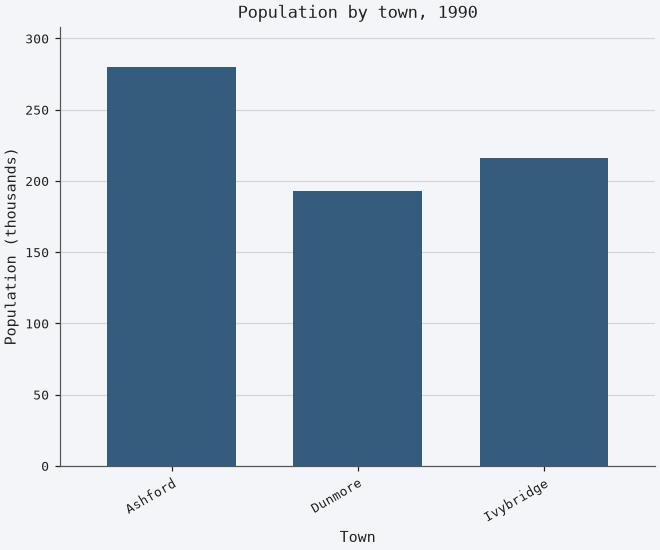 Population by town, 1990
Population (thousands)
300
250
200
150
100
50
0
Ashford
Dunmore
Ivybridge
Town